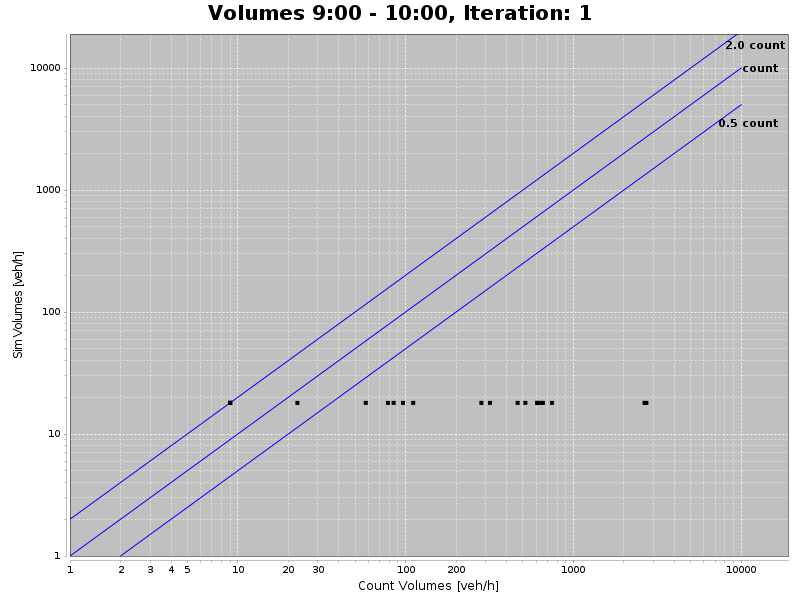 Volumes 9:00 - 10:00, Iteration: 1
2.0 count
count
0.5 count
10000
1000
100
10
1
Sim Volumes [veh/h]
1 2 3 4 5 10 20 30 100 200 1000 10000
Count Volumes [veh/h]